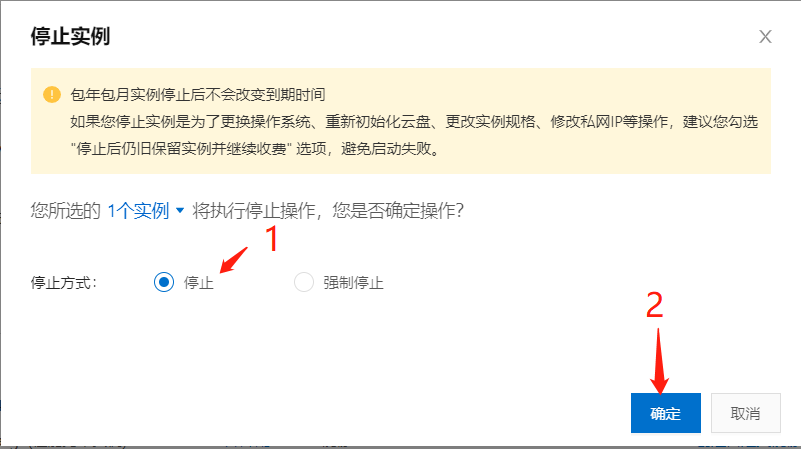 停止实例
包年包月实例停止后不会改变到期时间
如果您停止实例是为了更换操作系统、重新初始化云盘、更改实例规格、修改私网IP等操作，建议您勾选
"停止后仍旧保留实例并继续收费" 选项，避免启动失败。
您所选的 1个实例 将执行停止操作，您是否确定操作?
1
停止方式： 停止 强制停止
2
确定 取消